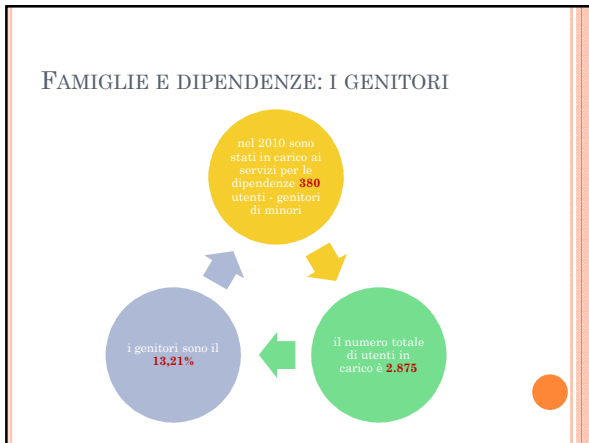 FAMIGLIE E DIPENDENZE: I GENITORI
nel 2010 sono
stati in carico ai
servizi per le
dipendenze 380
utenti - genitori
di minori
il numero totale
di utenti in
carico è 2.875
i genitori sono il
13,21%